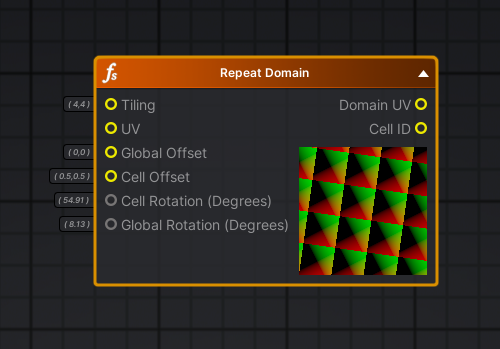 fs
Repeat Domain
(4,4) Tiling Domain UV
UV Cell ID
(0,0) Global Offset
(0.5,0.5) Cell Offset
(54.91) Cell Rotation (Degrees)
(8.13) Global Rotation (Degrees)